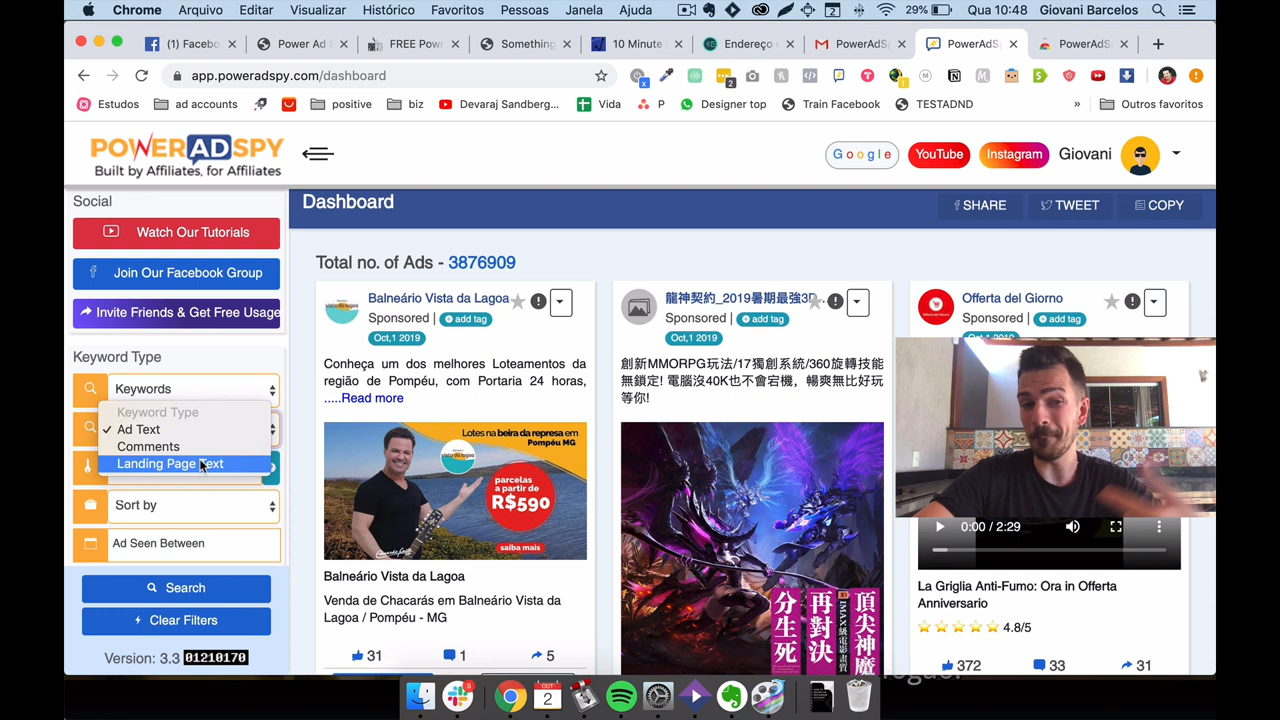 Chrome Arquivo Editar Visualizar Histórico Favoritos Pessoas Janela Ajuda 2 29% Qua 10:48 Giovani Barcelos
(1) Facebo Power Ad S FREE Pow Something 10 Minute Endereço PowerAdSp PowerAdS PowerAdS
app.poweradspy.com/dashboard
Estudos ad accounts positive biz Devaraj Sandberg... Vida P Designer top Train Facebook TESTADND » Outros favoritos
POWERADSPY
Built by Affiliates, for Affiliates
Google YouTube Instagram Giovani
Social
Watch Our Tutorials
Join Our Facebook Group
Invite Friends & Get Free Usage
Keyword Type
Keywords
Keyword Type
✓ Ad Text
Comments
Landing Page Text
Sort by
Ad Seen Between
Search
Clear Filters
Version: 3.3 01210170
Dashboard SHARE TWEET COPY
Total no. of Ads - 3876909
Balneário Vista da Lagoa
Sponsored | add tag
Oct,1 2019
Conheça um dos melhores Loteamentos da
região de Pompéu, com Portaria 24 horas,
.....Read more
Lotes na beira da represa em
Pompéu MG
vista da lagoa
parcelas
a partir de
R$590
saiba mais
Balneário Vista da Lagoa
Venda de Chacarás em Balneário Vista da
Lagoa / Pompéu - MG
31 1 5
龍神契約_2019暑期最強3D...
Sponsored | add tag
Oct,1 2019
創新MMORPG玩法/17獨創系統/360旋轉技能
無鎖定! 電腦沒40K也不會宕機，暢爽無比好玩
等你!
頂尖神魔
再對決
分生死
Offerta del Giorno
Sponsored | add tag
Oct,1 2019
0:00 / 2:29
La Griglia Anti-Fumo: Ora in Offerta
Anniversario
4.8/5
372 33 31
OCT
2
5